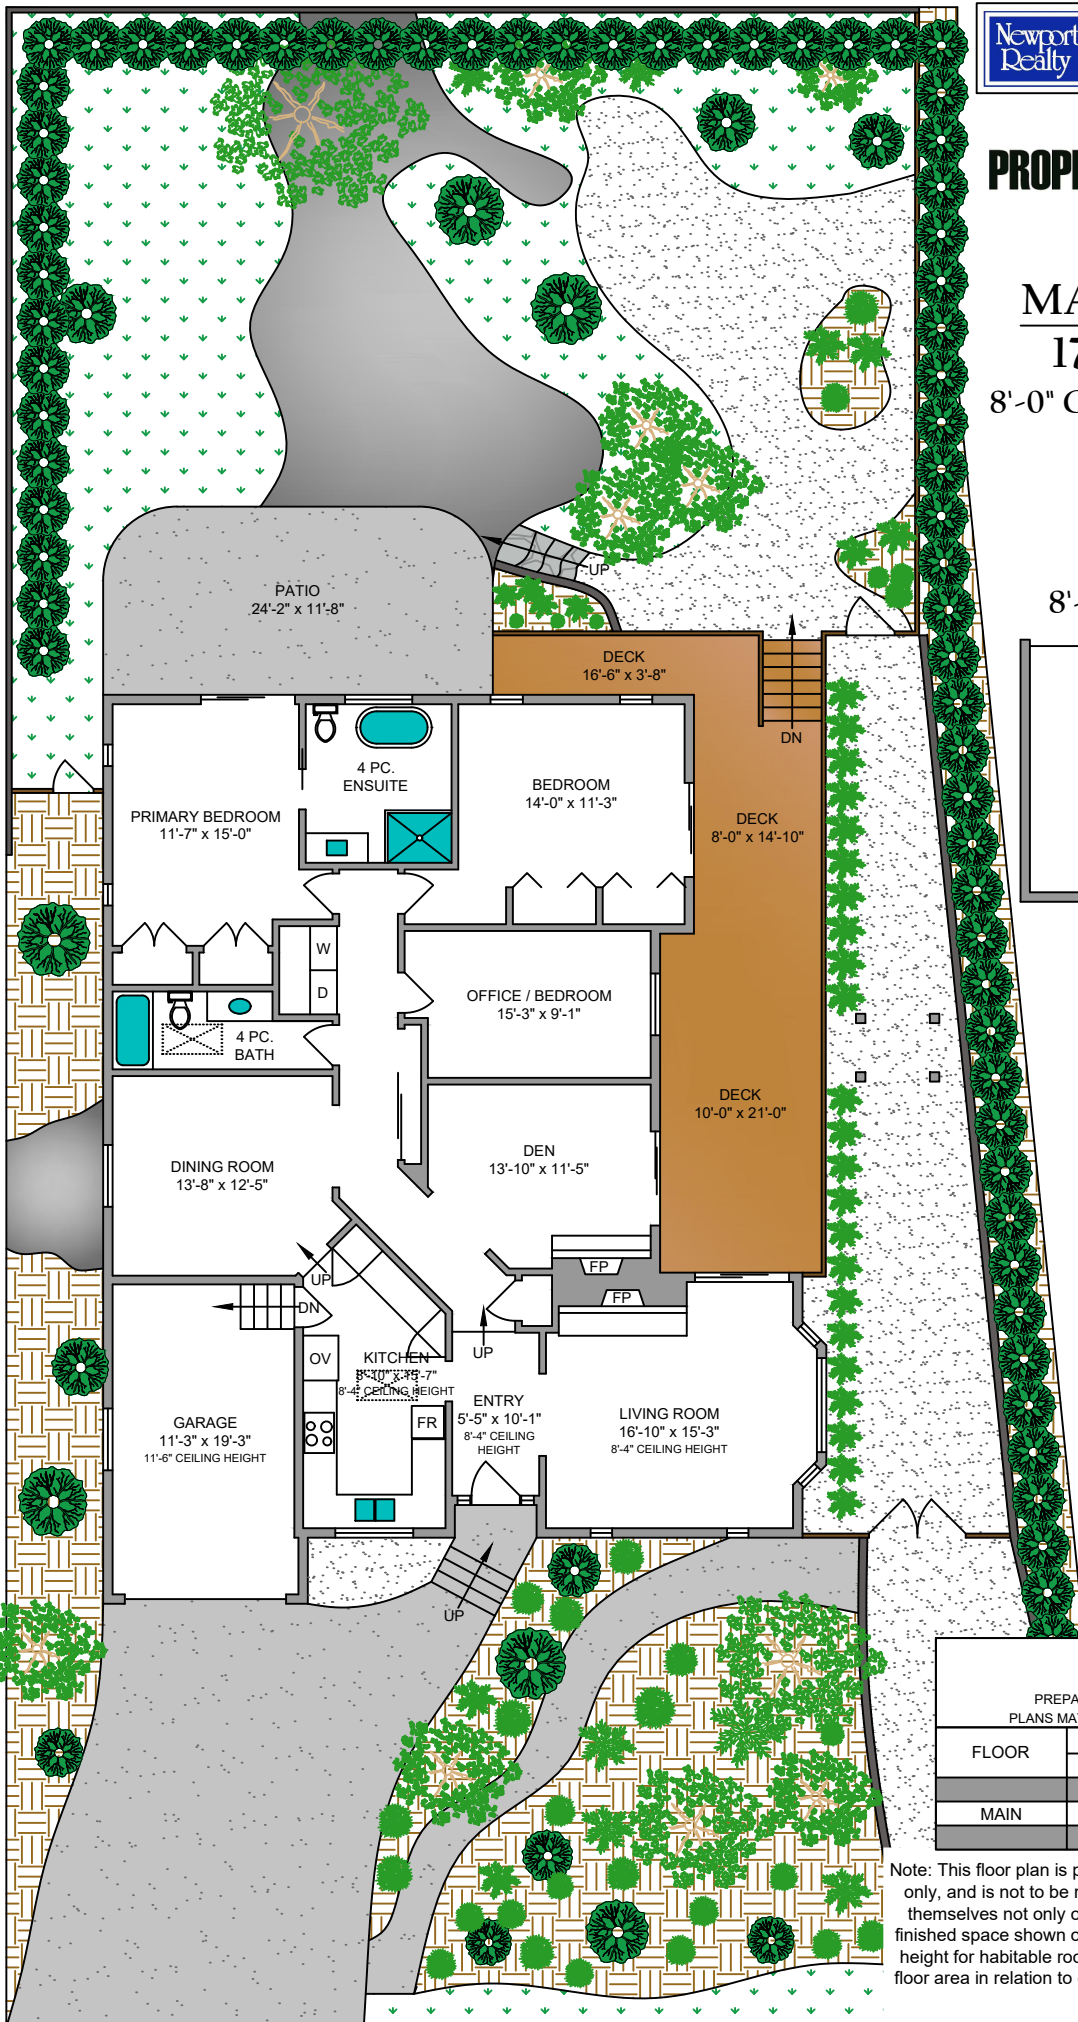 Newport
Realty
MA
8'-0" C
8'-
PATIO
24'-2" x 11'-8"
UP
DECK
16'-6" x 3'-8"
DN
4 PC.
ENSUITE
BEDROOM
14'-0" x 11'-3"
PRIMARY BEDROOM
11'-7" x 15'-0"
DECK
8'-0" x 14'-10"
W
D
OFFICE / BEDROOM
15'-3" x 9'-1"
4 PC.
BATH
DECK
10'-0" x 21'-0"
DEN
13'-10" x 11'-5"
DINING ROOM
13'-8" x 12'-5"
UP
FP
FP
DN
UP
OV
KITCHEN
8'-4" CEILING HEIGHT
FR
ENTRY
5'-5" x 10'-1"
8'-4" CEILING
HEIGHT
LIVING ROOM
16'-10" x 15'-3"
8'-4" CEILING HEIGHT
GARAGE
11'-3" x 19'-3"
11'-6" CEILING HEIGHT
UP
PLANS
FLOOR
MAIN
Note: This floor plan is p
only, and is not to be
themselves not only o
finished space shown o
height for habitable roo
floor area in relation to